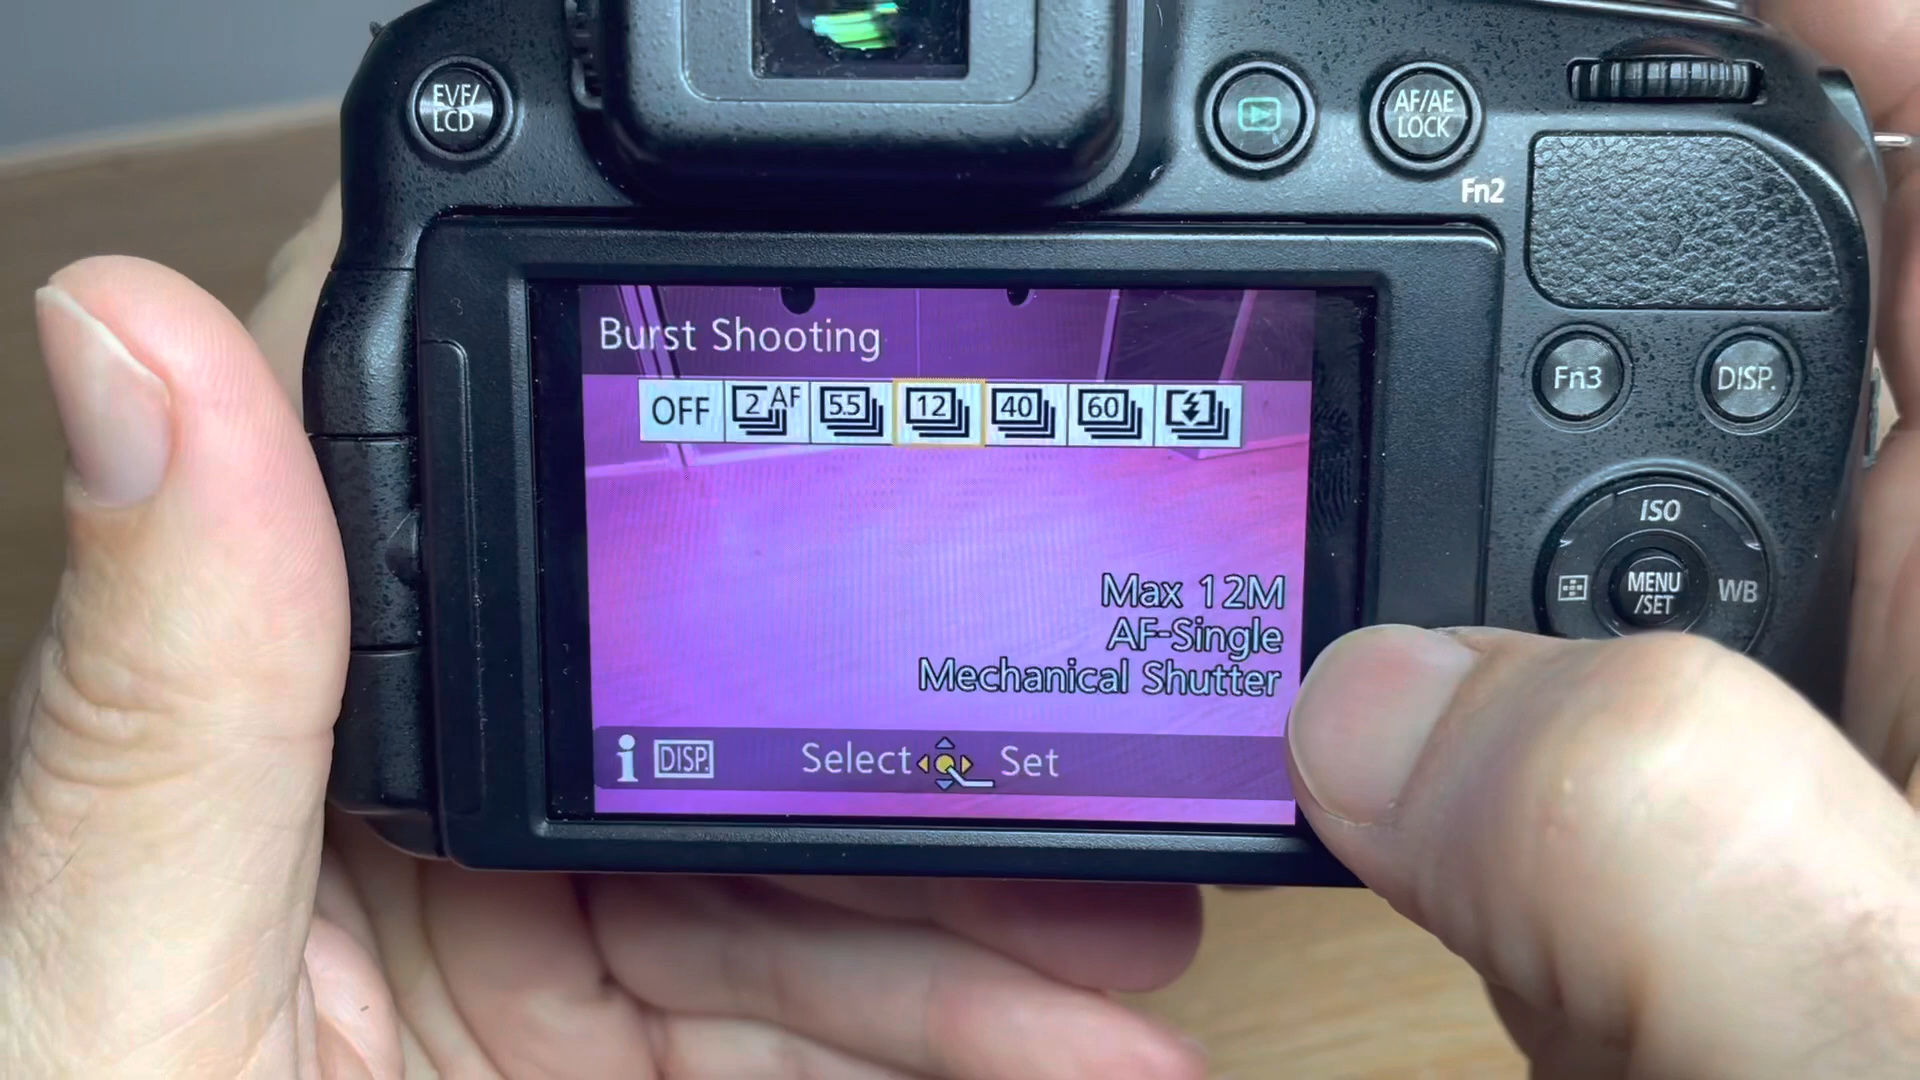 EVF/
LCD
AF/AE
LOCK
Fn2
Burst Shooting
OFF 2 AF 5.5 12 40 60
Fn3
DISP.
ISO
MENU
/SET
WB
Max 12M
AF-Single
Mechanical Shutter
i DISP. Select Set